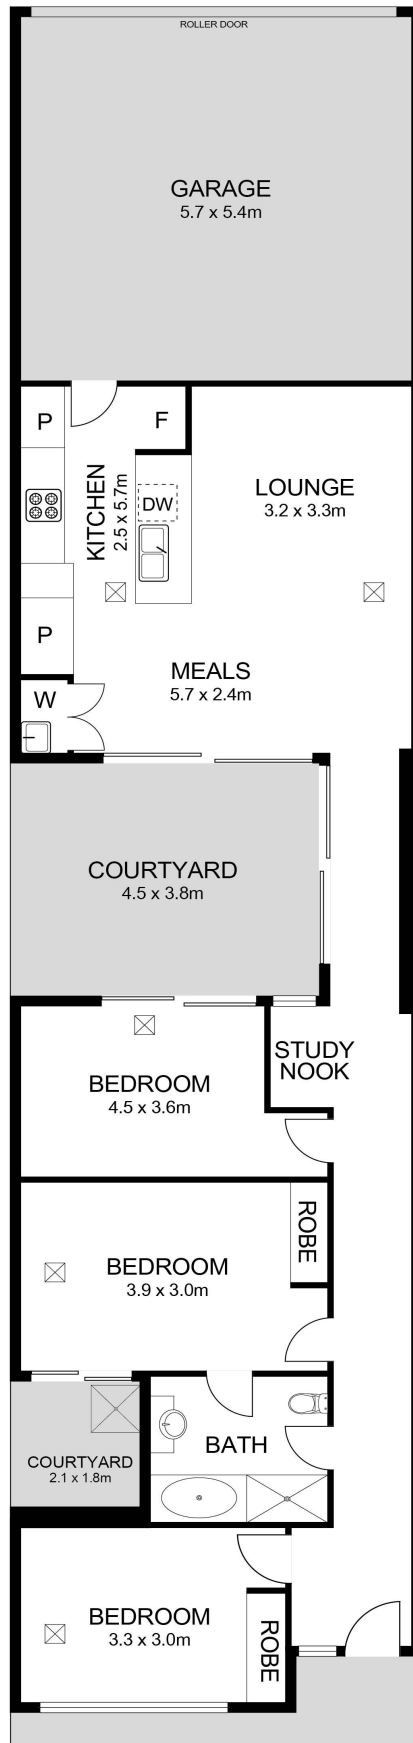 ROLLER DOOR
GARAGE
5.7 x 5.4m
P
F
KITCHEN
2.5 x 5.7m
DW
LOUNGE
3.2 x 3.3m
P
MEALS
5.7 x 2.4m
W
COURTYARD
4.5 x 3.8m
STUDY
NOOK
BEDROOM
4.5 x 3.6m
ROBE
BEDROOM
3.9 x 3.0m
BATH
COURTYARD
2.1 x 1.8m
BEDROOM
3.3 x 3.0m
ROBE